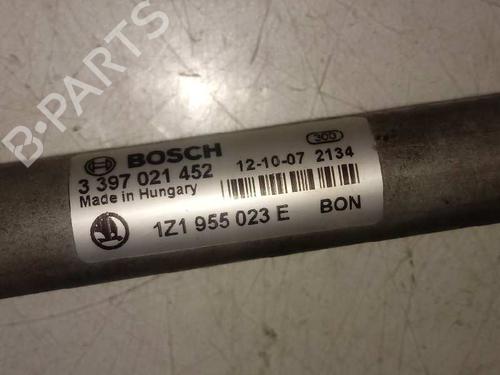 B-PARTS
BOSCH
300
3 397 021 452
12-10-07 2134
Made in Hungary
1Z1 955 023 E BON